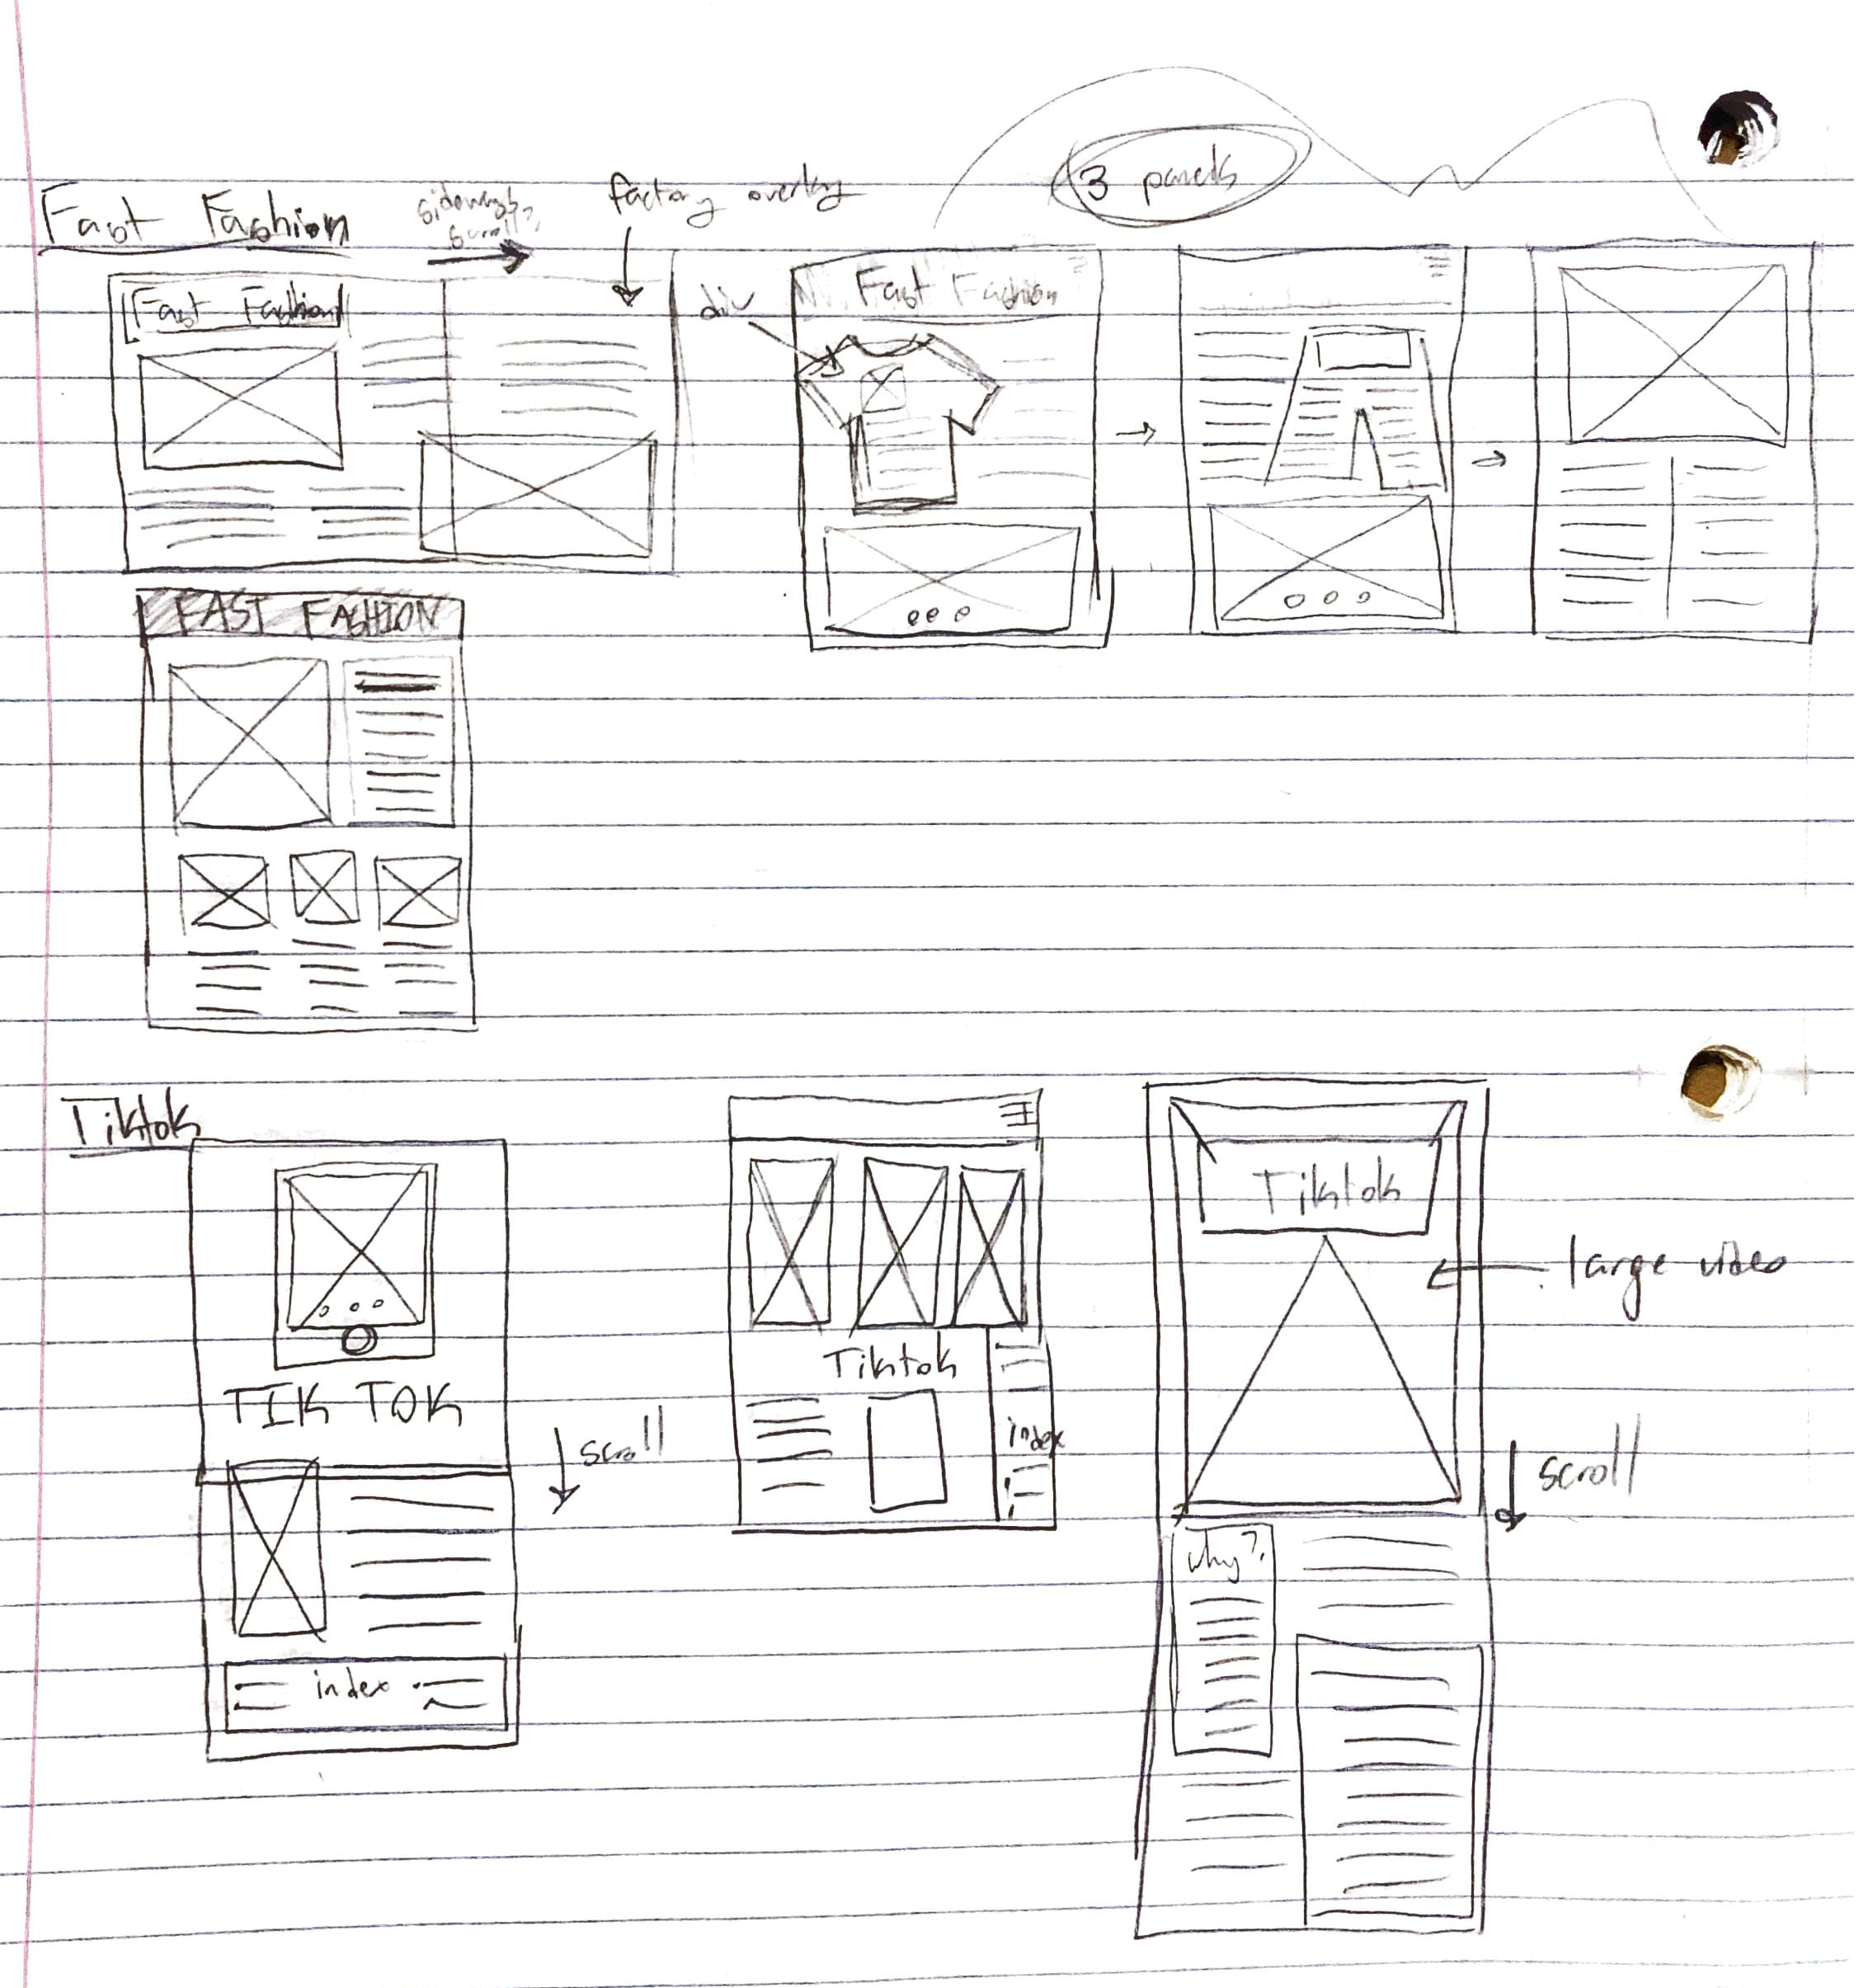 3 panels
Fast Fashion
sideways scroll?
factory overlay
Fast Fashion
div
Fast Fashion
FAST FASHION
Tiktok
TIK TOK
scroll
index
Tiktok
index
Tiktok
large video
scroll
why?